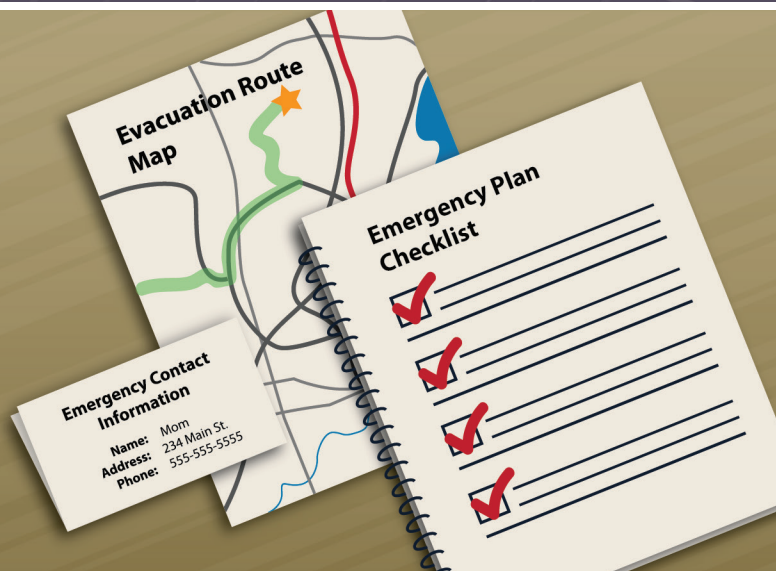 Evacuation Route
Map
Emergency Plan
Checklist
Emergency Contact
Information
Name: Mom
Address: 234 Main St.
Phone: 555-555-5555